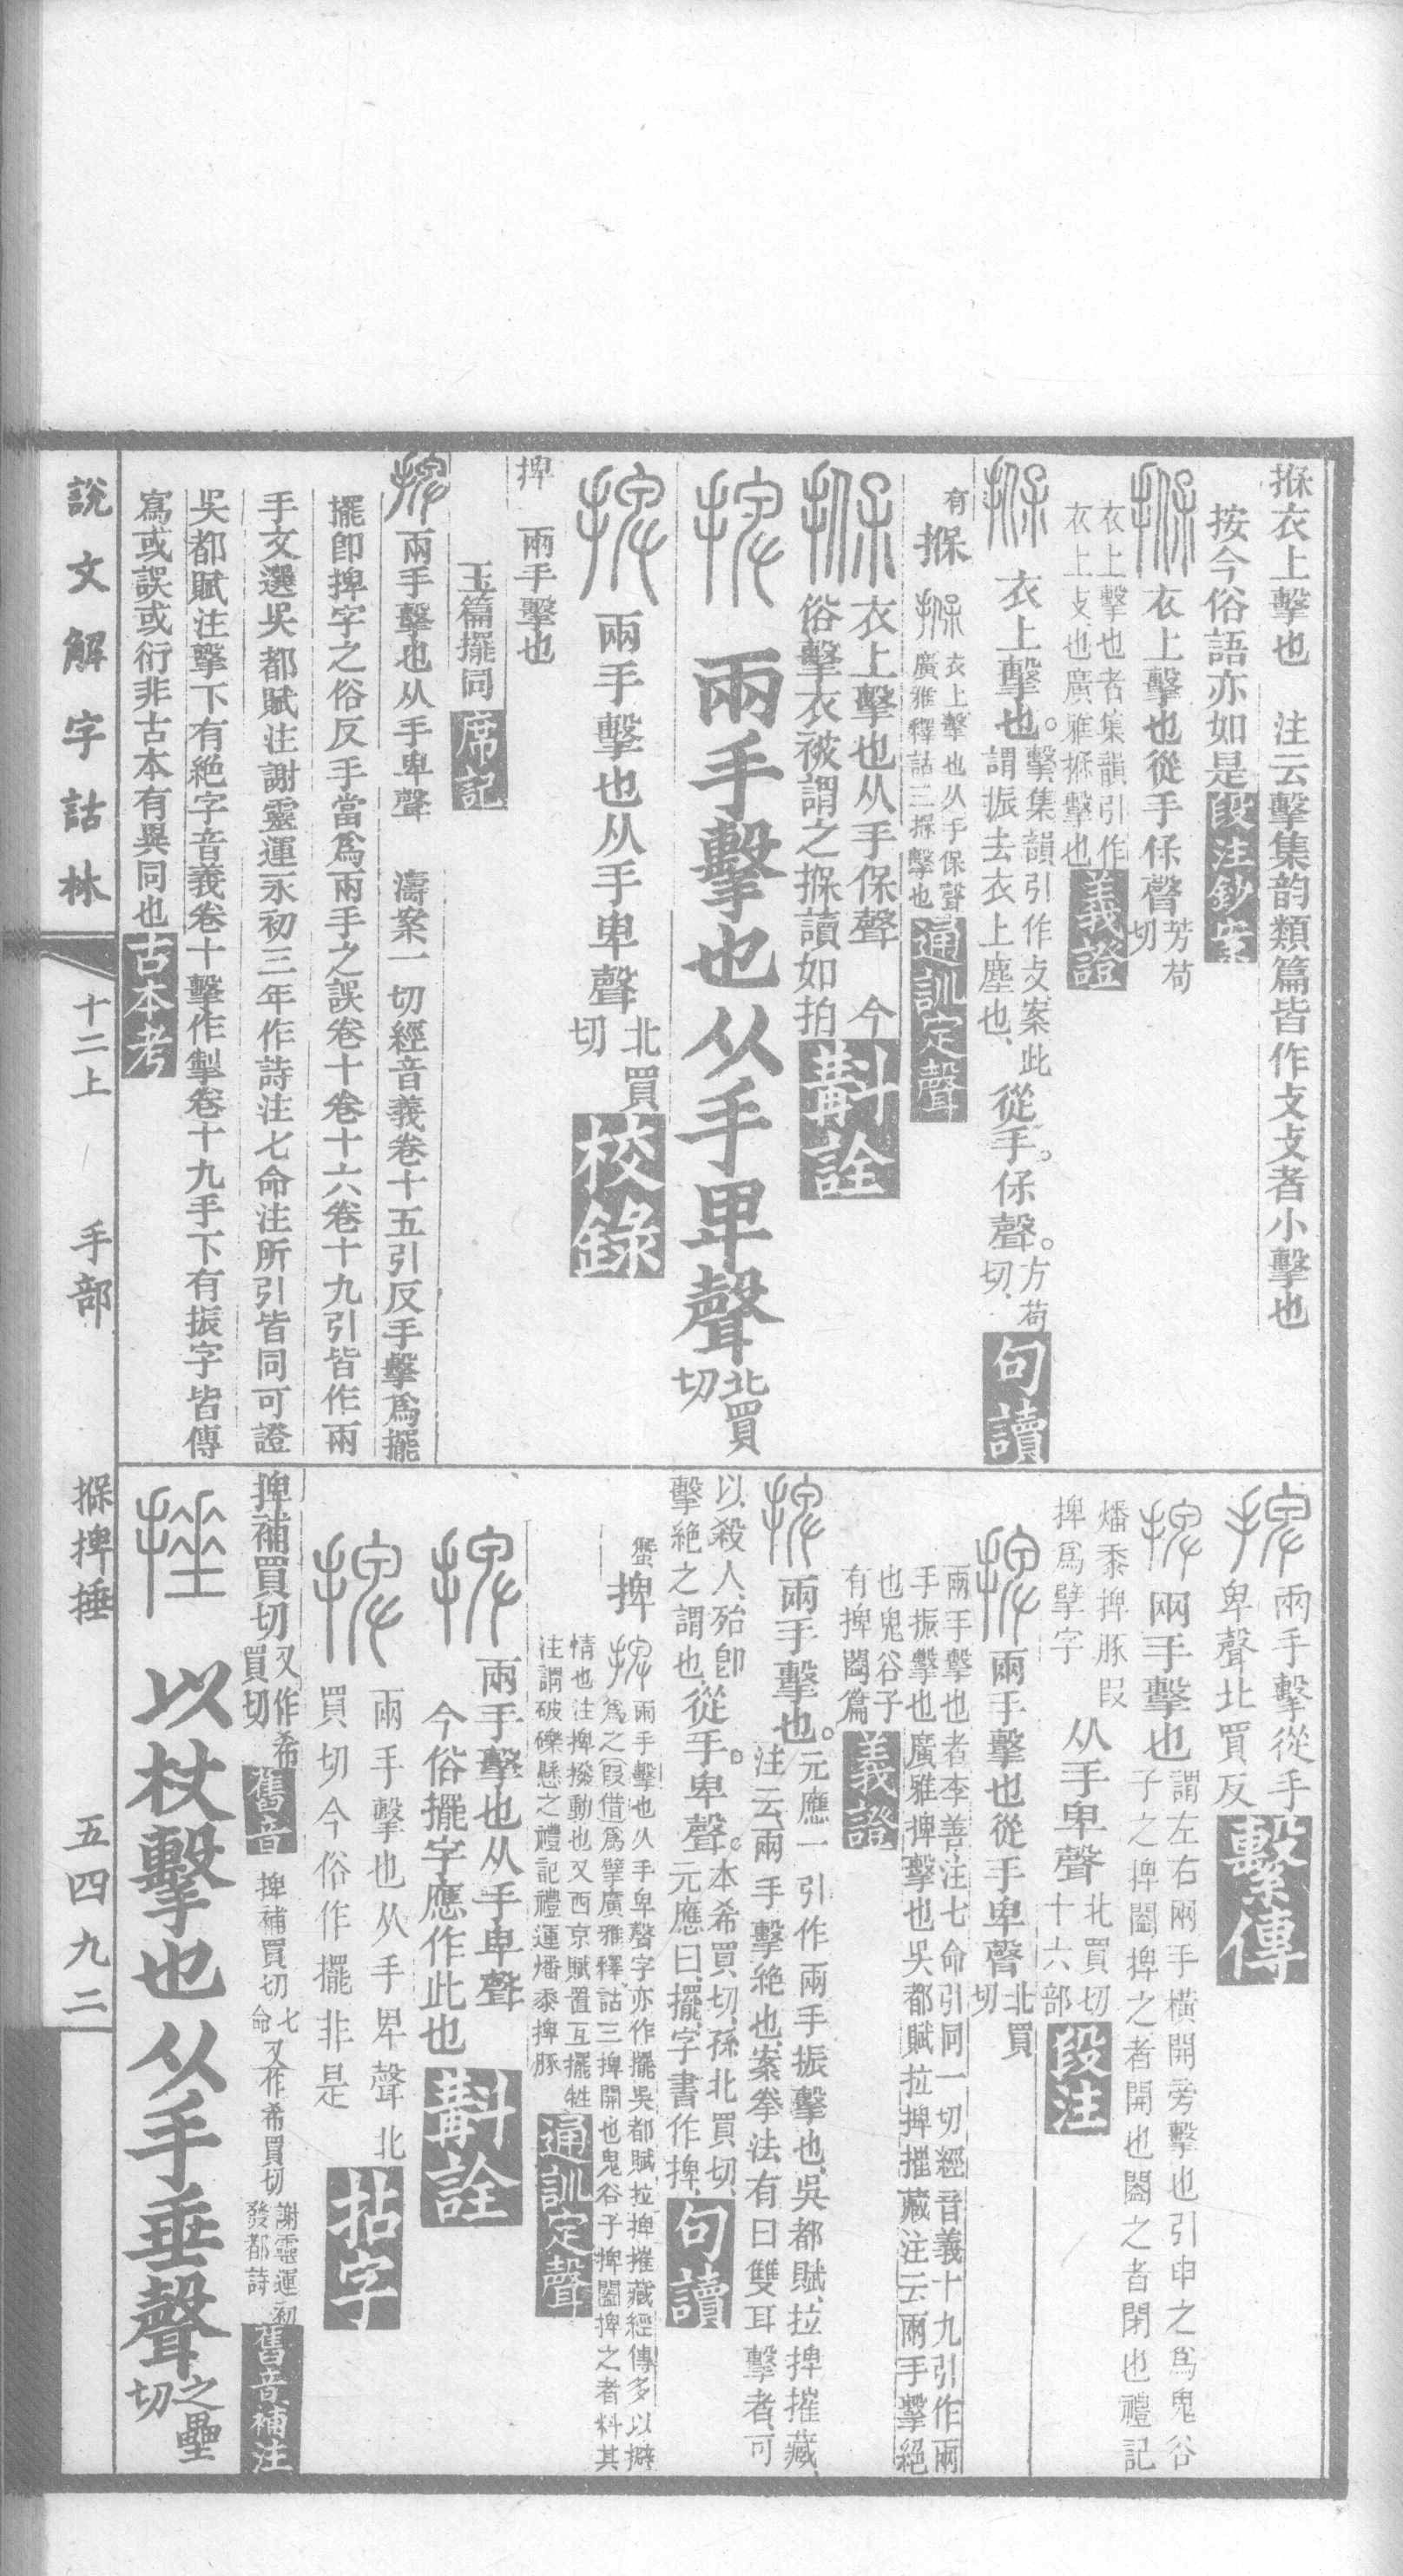 㧼衣上擊也　注云擊集韵類篇皆作攴攴者小擊也
按今俗語亦如是段注鈔案
衣上擊也從手保聲芳苟切
衣上擊也者集韻引作
衣上攴也廣雅㧼擊也義證
衣上擊也。擊集韻引作攴案此
謂振去衣上塵也、從手。保聲。方苟切、句讀
有㧼
衣上擊也从手保聲
廣雅釋詁三㧼擊也通訓定聲
衣上擊也从手保聲　今
俗擊衣被謂之㧼讀如拍斠詮
兩手擊也从手卑聲北買切
兩手擊也从手卑聲北買切校錄
捭　兩手擊也
玉篇擺同席記
兩手擊也从手卑聲　濤案一切經音義卷十五引反手擊爲擺
擺卽捭字之俗反手當爲兩手之誤卷十卷十六卷十九引皆作兩
手文選吳都賦注謝靈運永初三年作詩注七命注所引皆同可證
吳都賦注擊下有絕字音義卷十擊作掣卷十九手下有振字皆傳
寫或誤或衍非古本有異同也古本考
兩手擊從手
卑聲北買反繫傳
兩手擊也謂左右兩手橫開旁擊也引申之爲鬼谷
子之捭闔捭之者開也闔之者閉也禮記
燔黍捭豚叚
捭爲擘字从手卑聲北買切十六部段注
兩手擊也從手卑聲北買切
兩手擊也者李善注七命引同一切經音義十九引作兩
手振擊也廣雅捭擊也吳都賦拉捭摧藏注云兩手擊絕
也鬼谷子
有捭闔篇義證
兩手擊也。元應一引作兩手振擊也、吳都賦、拉捭摧藏、
注云、兩手擊絕也、案拳法有曰雙耳擊者、可
以殺人、殆卽
擊絕之謂也、從手。卑聲。本希買切、孫北買切、
元應曰、擺、字書作捭、句讀
蟹捭
兩手擊也从手卑聲字亦作擺吳都賦拉捭摧藏經傳多以擗
爲之〔叚借〕爲擘廣雅釋詁三捭開也鬼谷子捭闔捭之者料其
情也注捭撥動也又西京賦置互擺牲
注謂破磔懸之禮記禮運燔黍捭豚通訓定聲
兩手擊也从手卑聲
今俗擺字應作此也斠詮
兩手擊也从手卑聲北
買切今俗作擺非是拈字
捭補買切又作希買切舊音
捭補買切七命又作希買切謝靈運初發都詩舊音補注
以杖擊也从手垂聲之壘切
說文解字詁林　十二上　手部　㧼捭捶　五四九二